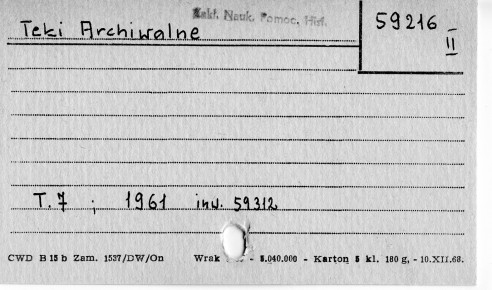 Zakł. Nauk. Pomoc. Hist.
59216
II
Teki Archiwalne
T. 7 ; 1961 inw. 59312
CWD B 15 b Zam. 1537/DW/On Wrak - 5.040.000 - Karton 5 kl. 180 g, - 10.XII.68.